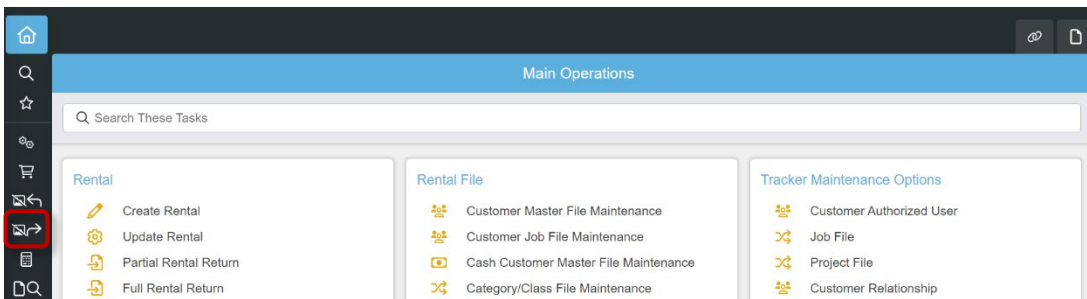 Main Operations
Search These Tasks
Rental
Create Rental
Update Rental
Partial Rental Return
Full Rental Return
Rental File
Customer Master File Maintenance
Customer Job File Maintenance
Cash Customer Master File Maintenance
Category/Class File Maintenance
Tracker Maintenance Options
Customer Authorized User
Job File
Project File
Customer Relationship